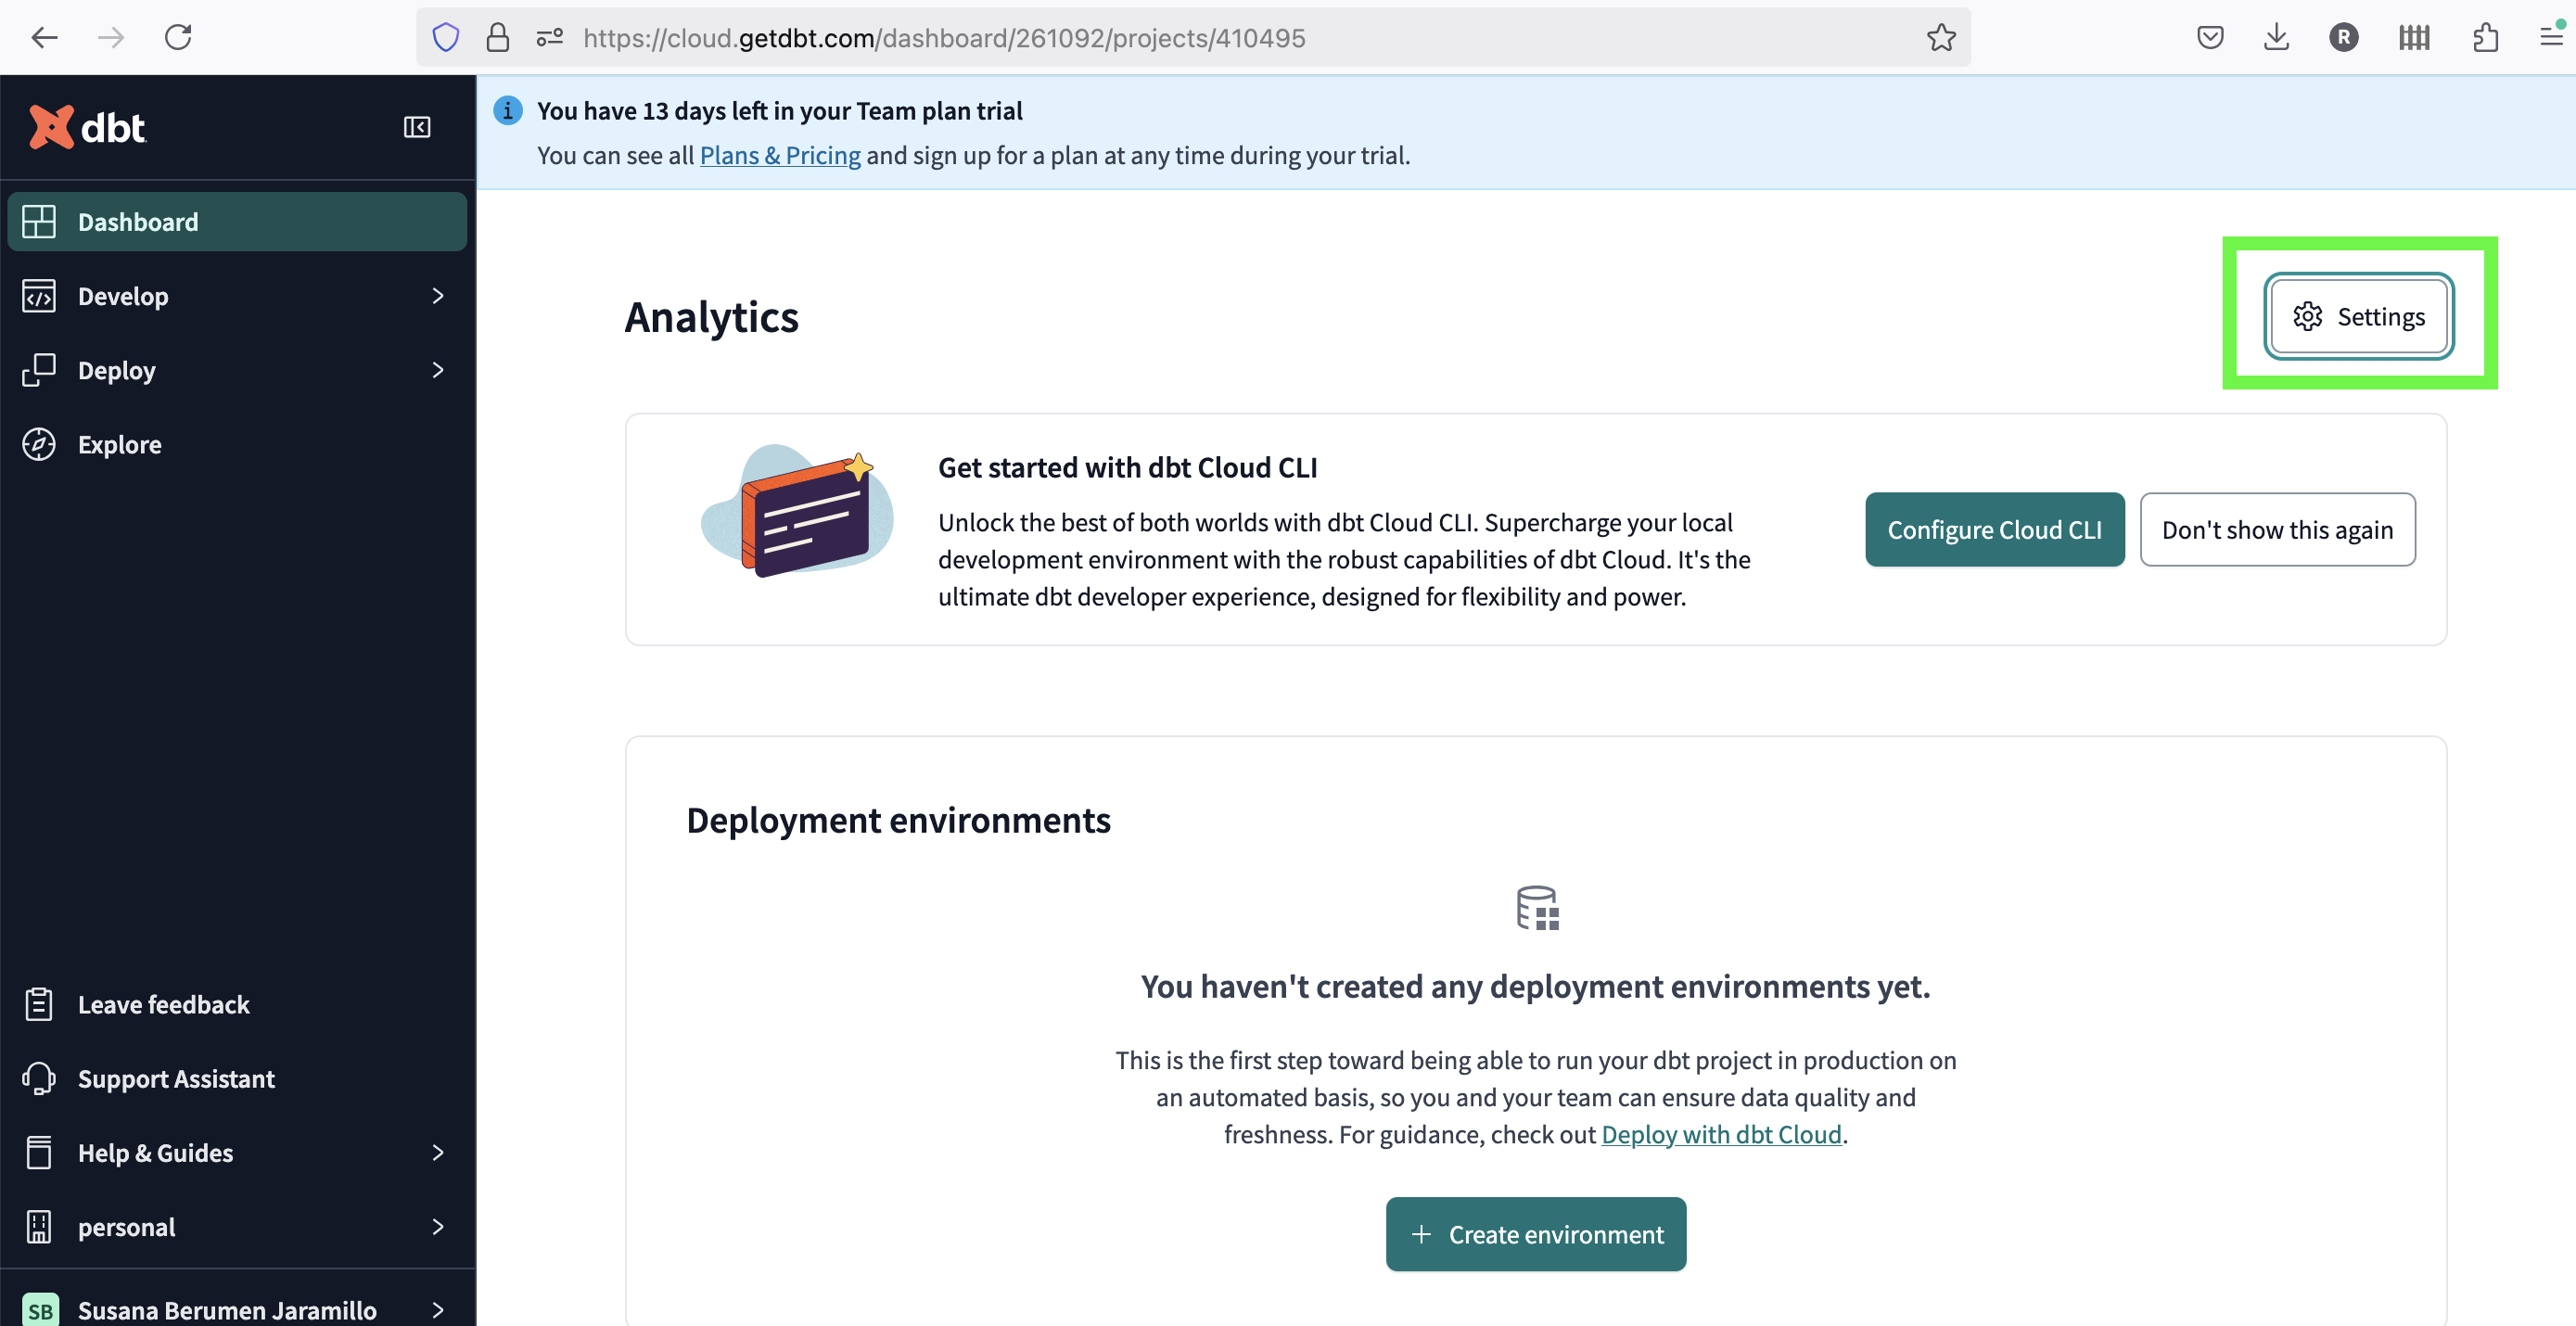 https://cloud.getdbt.com/dashboard/261092/projects/410495
R
dbt
You have 13 days left in your Team plan trial
You can see all Plans & Pricing and sign up for a plan at any time during your trial.
Dashboard
Develop
Deploy
Explore
Analytics
Settings
Get started with dbt Cloud CLI
Unlock the best of both worlds with dbt Cloud CLI. Supercharge your local
development environment with the robust capabilities of dbt Cloud. It's the
ultimate dbt developer experience, designed for flexibility and power.
Configure Cloud CLI
Don't show this again
Deployment environments
You haven't created any deployment environments yet.
This is the first step toward being able to run your dbt project in production on
an automated basis, so you and your team can ensure data quality and
freshness. For guidance, check out Deploy with dbt Cloud.
+ Create environment
Leave feedback
Support Assistant
Help & Guides
personal
SB Susana Berumen Jaramillo